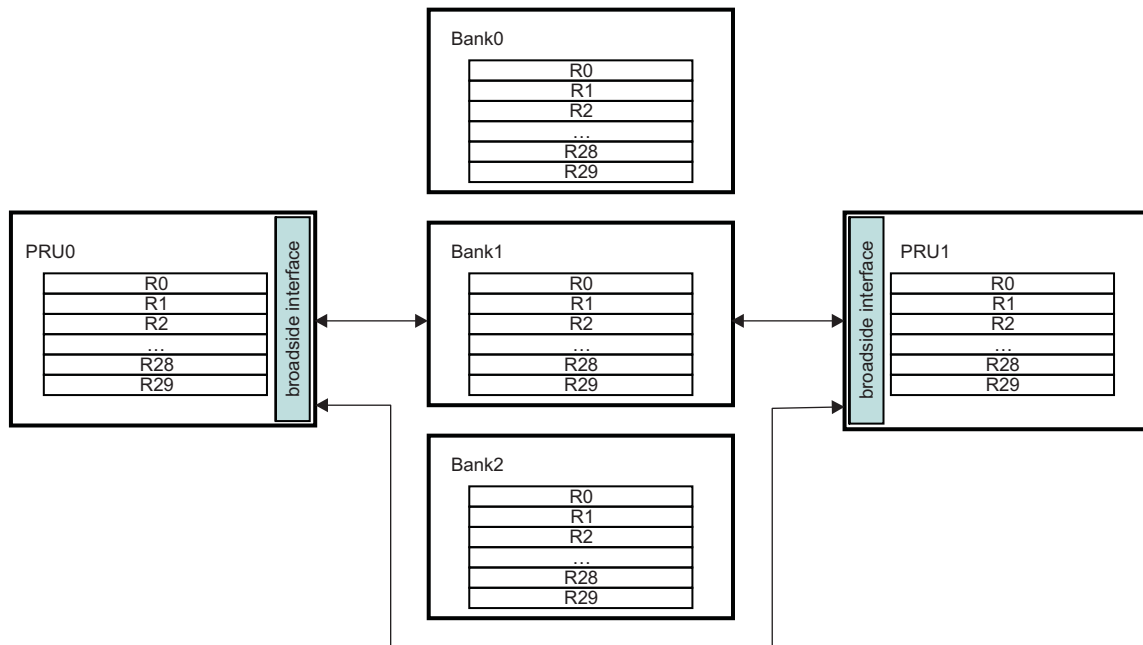 Bank0
R0
R1
R2
...
R28
R29
PRU0
R0
R1
R2
...
R28
R29
broadside interface
Bank1
R0
R1
R2
...
R28
R29
broadside interface
PRU1
R0
R1
R2
...
R28
R29
Bank2
R0
R1
R2
...
R28
R29